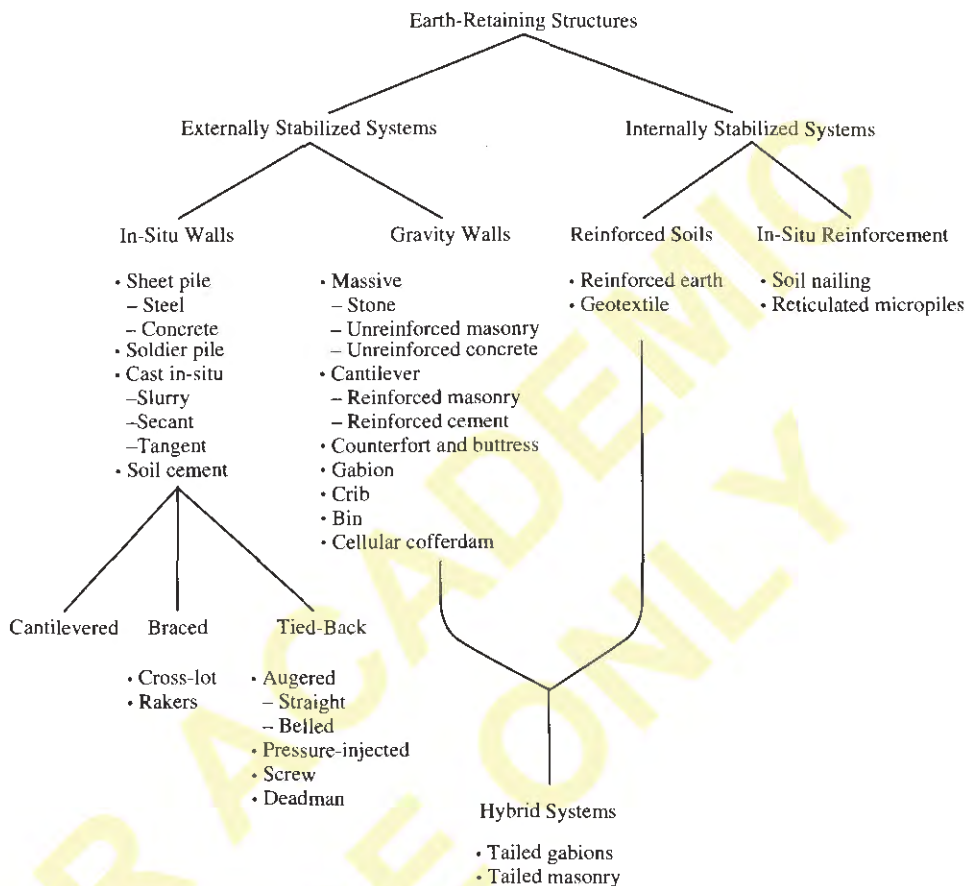 Earth-Retaining Structures
Externally Stabilized Systems
Internally Stabilized Systems
In-Situ Walls
• Sheet pile
– Steel
– Concrete
• Soldier pile
• Cast in-situ
–Slurry
–Secant
–Tangent
• Soil cement
Gravity Walls
• Massive
– Stone
– Unreinforced masonry
– Unreinforced concrete
• Cantilever
– Reinforced masonry
– Reinforced cement
• Counterfort and buttress
• Gabion
• Crib
• Bin
• Cellular cofferdam
Reinforced Soils
• Reinforced earth
• Geotextile
In-Situ Reinforcement
• Soil nailing
• Reticulated micropiles
Cantilevered
Braced
• Cross-lot
• Rakers
Tied-Back
• Augered
– Straight
– Belled
• Pressure-injected
• Screw
• Deadman
Hybrid Systems
• Tailed gabions
• Tailed masonry
ACADEMIC
ONLY